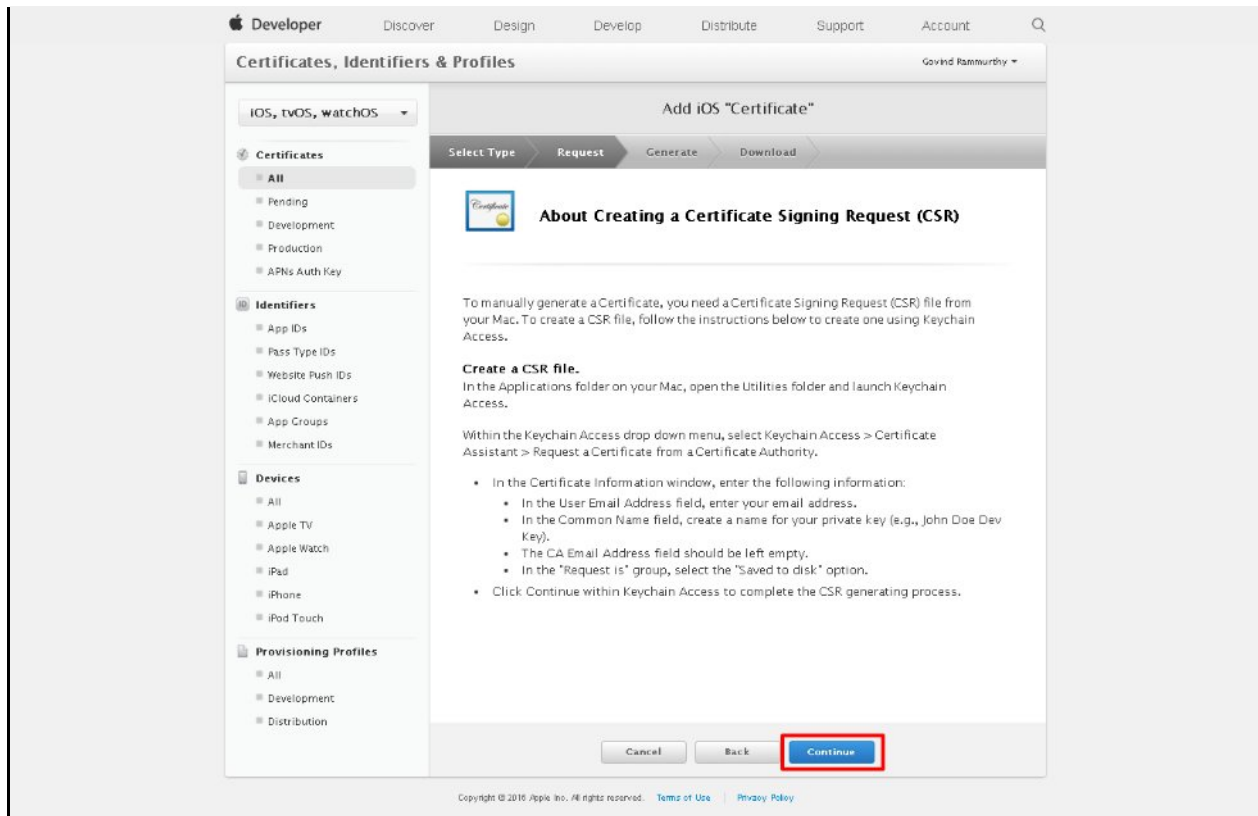 Developer
Discover
Design
Develop
Distribute
Support
Account
Certificates, Identifiers & Profiles
Govind Rammurthy
iOS, tvOS, watchOS
Add iOS "Certificate"
Certificates
All
Pending
Development
Production
APNs Auth Key
Identifiers
App IDs
Pass Type IDs
Website Push IDs
iCloud Containers
App Groups
Merchant IDs
Devices
All
Apple TV
Apple Watch
iPad
iPhone
iPod Touch
Provisioning Profiles
All
Development
Distribution
Select Type
Request
Generate
Download
Certificate
About Creating a Certificate Signing Request (CSR)
To manually generate a Certificate, you need a Certificate Signing Request (CSR) file from
your Mac. To create a CSR file, follow the instructions below to create one using Keychain
Access.
Create a CSR file.
In the Applications folder on your Mac, open the Utilities folder and launch Keychain
Access.
Within the Keychain Access drop down menu, select Keychain Access > Certificate
Assistant > Request a Certificate from a Certificate Authority.
• In the Certificate Information window, enter the following information:
• In the User Email Address field, enter your email address.
• In the Common Name field, create a name for your private key (e.g., John Doe Dev
Key).
• The CA Email Address field should be left empty.
• In the "Request is" group, select the "Saved to disk" option.
• Click Continue within Keychain Access to complete the CSR generating process.
Cancel
Back
Continue
Copyright © 2016 Apple Inc. All rights reserved. Terms of Use | Privacy Policy